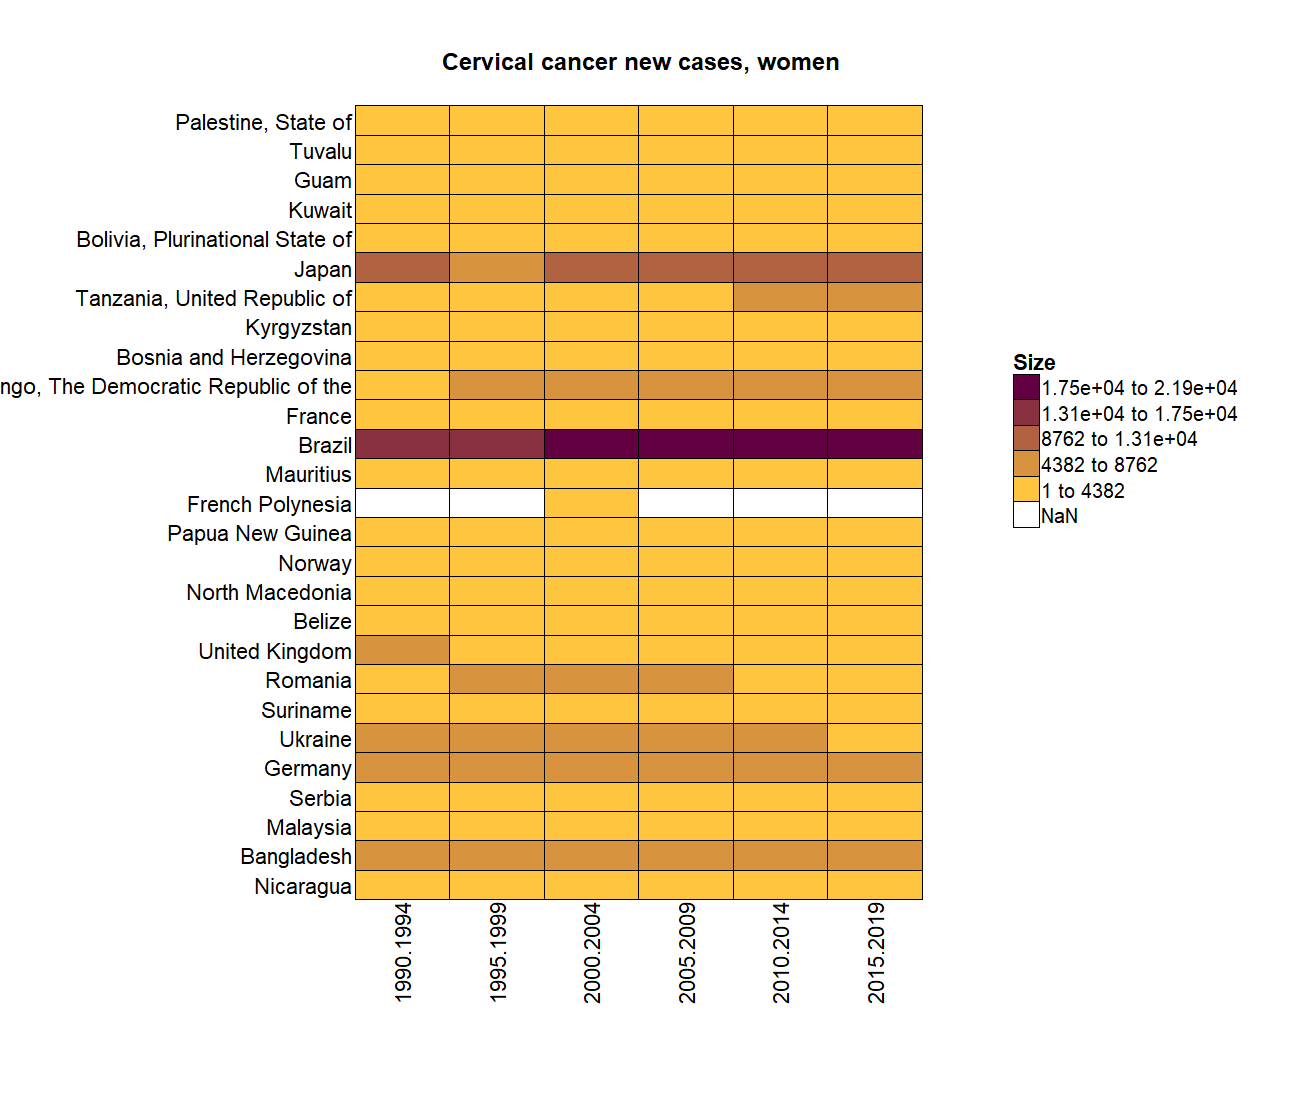 Cervical cancer new cases, women
Palestine, State of
Tuvalu
Guam
Kuwait
Bolivia, Plurinational State of
Japan
Tanzania, United Republic of
Kyrgyzstan
Bosnia and Herzegovina
ngo, The Democratic Republic of the
France
Brazil
Mauritius
French Polynesia
Papua New Guinea
Norway
North Macedonia
Belize
United Kingdom
Romania
Suriname
Ukraine
Germany
Serbia
Malaysia
Bangladesh
Nicaragua
1990.1994
1995.1999
2000.2004
2005.2009
2010.2014
2015.2019
Size
1.75e+04 to 2.19e+04
1.31e+04 to 1.75e+04
8762 to 1.31e+04
4382 to 8762
1 to 4382
NaN